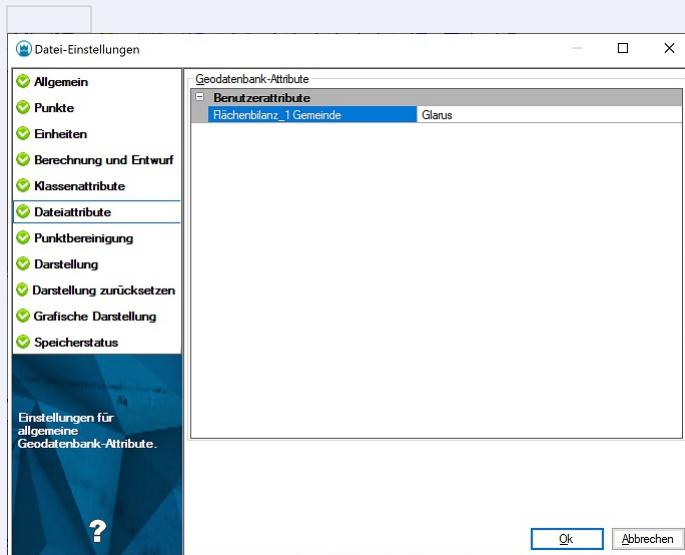 Datei-Einstellungen
Allgemein
Punkte
Einheiten
Berechnung und Entwurf
Klassenattribute
Dateiattribute
Punktbereinigung
Darstellung
Darstellung zurücksetzen
Grafische Darstellung
Speicherstatus
Einstellungen für
allgemeine
Geodatenbank-Attribute.
?
Geodatenbank-Attribute
Benutzerattribute
Flächenbilanz_1 Gemeinde Glarus
Ok Abbrechen